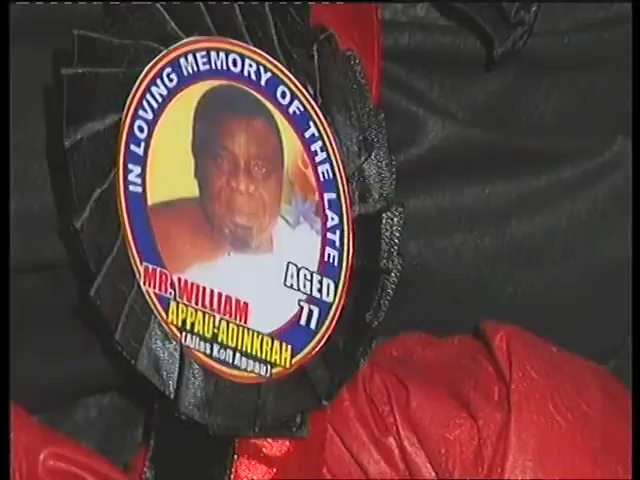 IN LOVING MEMORY OF THE LATE
MR. WILLIAM
APPAU-ADINKRAH
(Alias Kofi Appau)
AGED
77